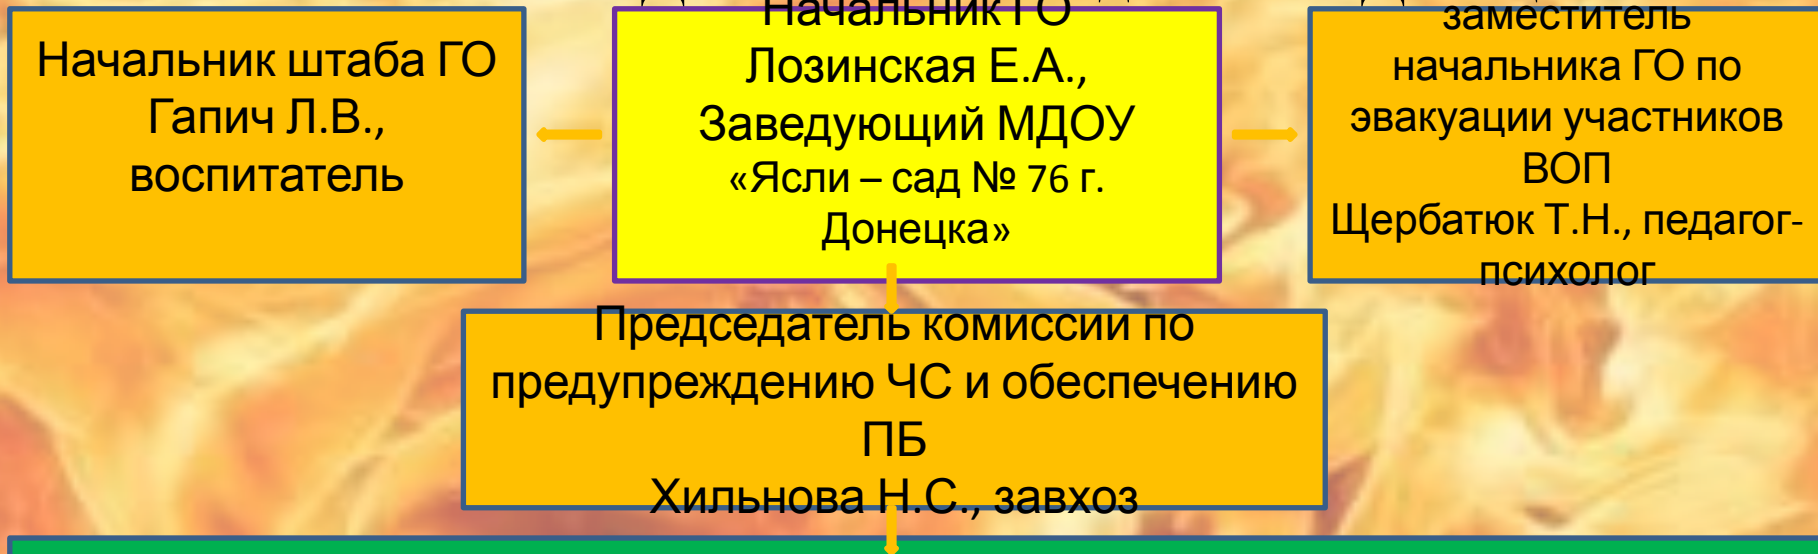 Начальник штаба ГО
Гапич Л.В.,
воспитатель
Начальник ГО
Лозинская Е.А.,
Заведующий МДОУ
«Ясли – сад № 76 г.
Донецка»
заместитель
начальника ГО по
эвакуации участников
ВОП
Щербатюк Т.Н., педагог-
психолог
Председатель комиссии по
предупреждению ЧС и обеспечению
ПБ
Хильнова Н.С., завхоз